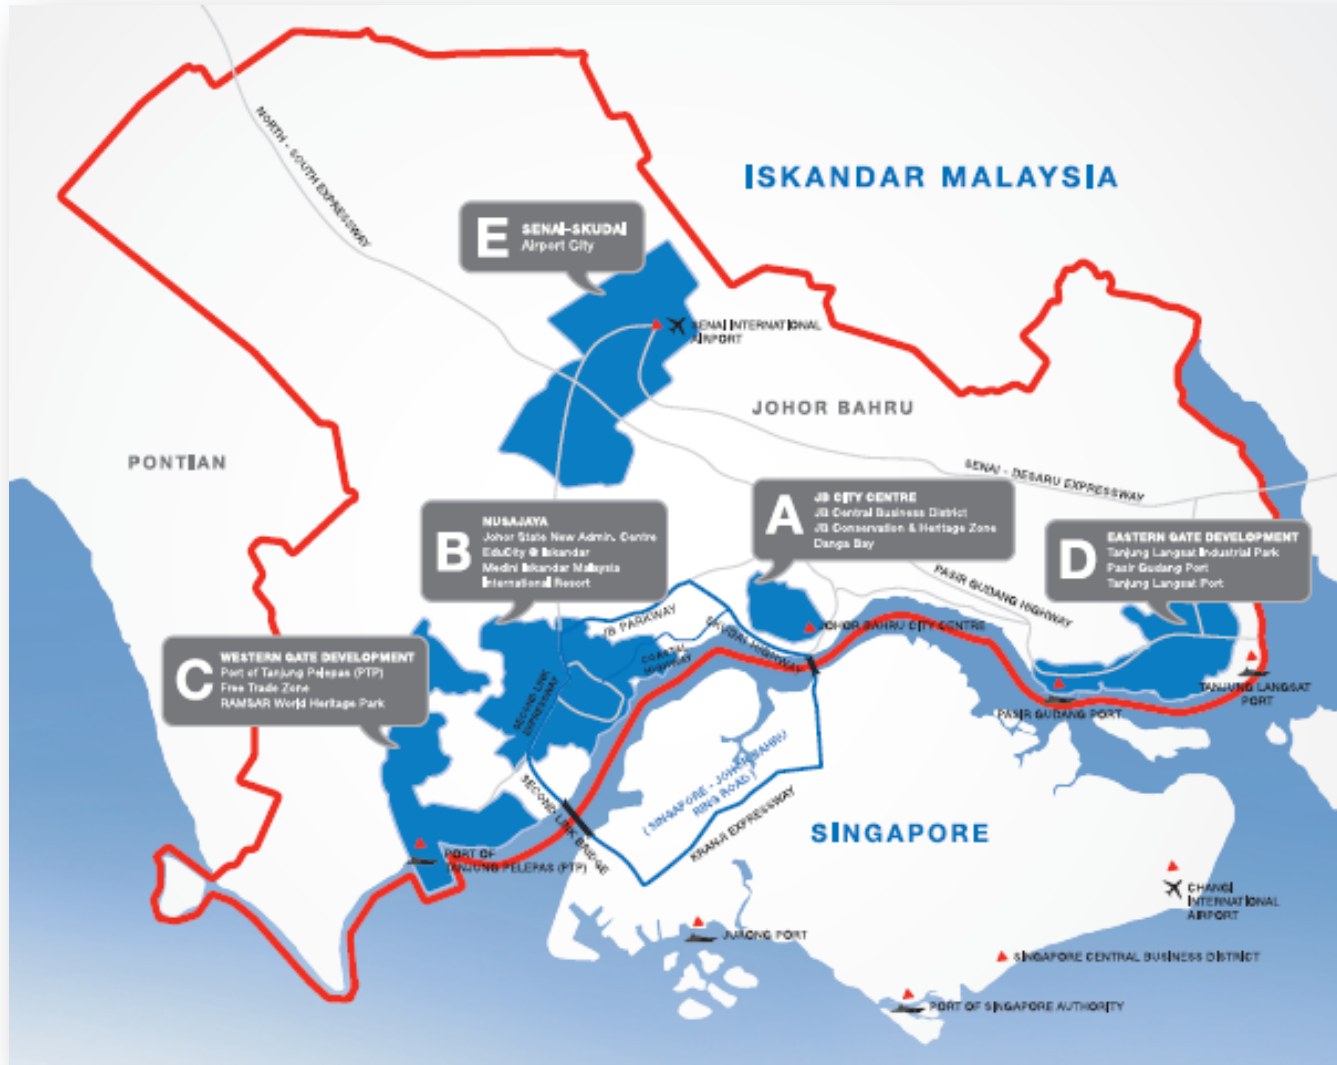 NORTH - SOUTH EXPRESSWAY
ISKANDAR MALAYSIA
E
SENAI-SKUDAI
Airport City
SENAI INTERNATIONAL
AIRPORT
JOHOR BAHRU
PONTIAN
SENAI - DESARU EXPRESSWAY
A
JB CITY CENTRE
JB Central Business District
JB Conservation & Heritage Zone
Danga Bay
B
NUSAJAYA
Johor State New Admin. Centre
EduCity @ Iskandar
Medini Iskandar Malaysia
International Resort
D
EASTERN GATE DEVELOPMENT
Tanjung Langsat Industrial Park
Pasir Gudang Port
Tanjung Langsat Port
PASIR GUDANG HIGHWAY
JB PARKWAY
SKUDAI HIGHWAY
JOHOR BAHRU CITY CENTRE
COASTAL
HIGHWAY
C
WESTERN GATE DEVELOPMENT
Port of Tanjung Pelepas (PTP)
Free Trade Zone
RAMSAR World Heritage Park
SECOND LINK
EXPRESSWAY
TANJUNG LANGSAT
PORT
PASIR GUDANG PORT
( SINGAPORE - JOHOR BAHRU
RING ROAD )
SECOND LINK BRIDGE
KRANJI EXPRESSWAY
SINGAPORE
PORT OF
TANJUNG PELEPAS (PTP)
CHANGI
INTERNATIONAL
AIRPORT
JURONG PORT
SINGAPORE CENTRAL BUSINESS DISTRICT
PORT OF SINGAPORE AUTHORITY